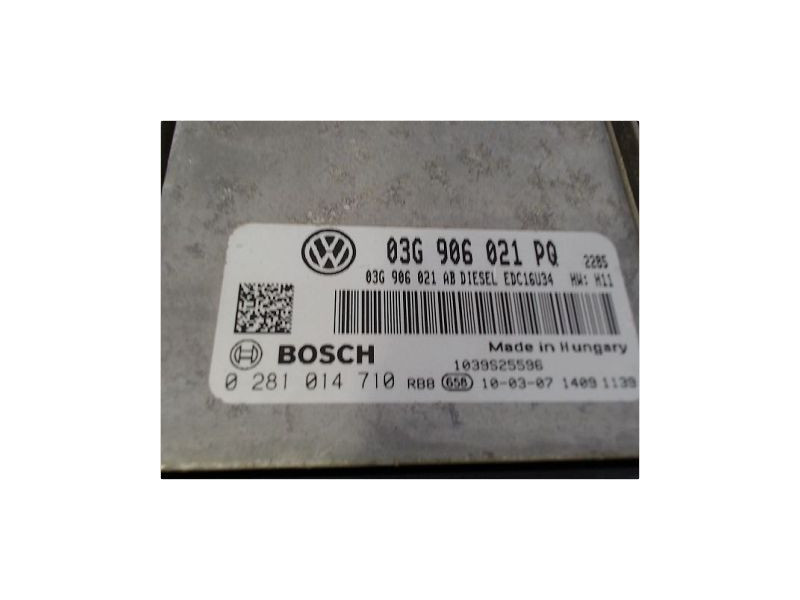 03G 906 021 PQ 2285
03G 906 021 AB DIESEL EDC16U34 HW: H11
Made in Hungary
BOSCH 1039S25596
0 281 014 710 RB8 658 10-03-07 1409 1139